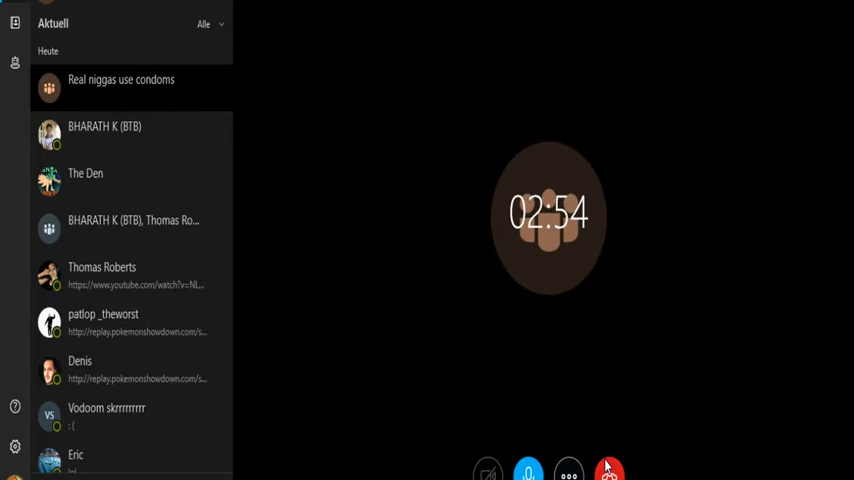 Aktuell
Alle
Heute
Real niggas use condoms
BHARATH K (BTB)
The Den
BHARATH K (BTB), Thomas Ro...
Thomas Roberts
https://www.youtube.com/watch?v=NL...
patlop _theworst
http://replay.pokemonshowdown.com/s...
Denis
http://replay.pokemonshowdown.com/s...
VS
Vodoom skrrrrrrrrr
: (
Eric
02:54